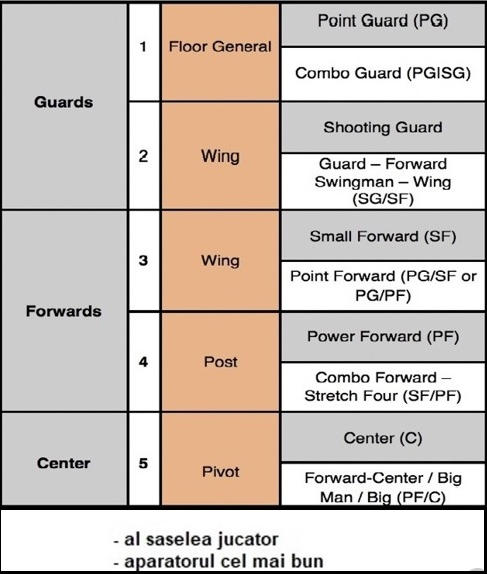 Guards
1
Floor General
Point Guard (PG)
Combo Guard (PG|SG)
2
Wing
Shooting Guard
Guard – Forward
Swingman – Wing
(SG/SF)
Forwards
3
Wing
Small Forward (SF)
Point Forward (PG/SF or
PG/PF)
4
Post
Power Forward (PF)
Combo Forward –
Stretch Four (SF/PF)
Center
5
Pivot
Center (C)
Forward-Center / Big
Man / Big (PF/C)
- al saselea jucator
- aparatorul cel mai bun